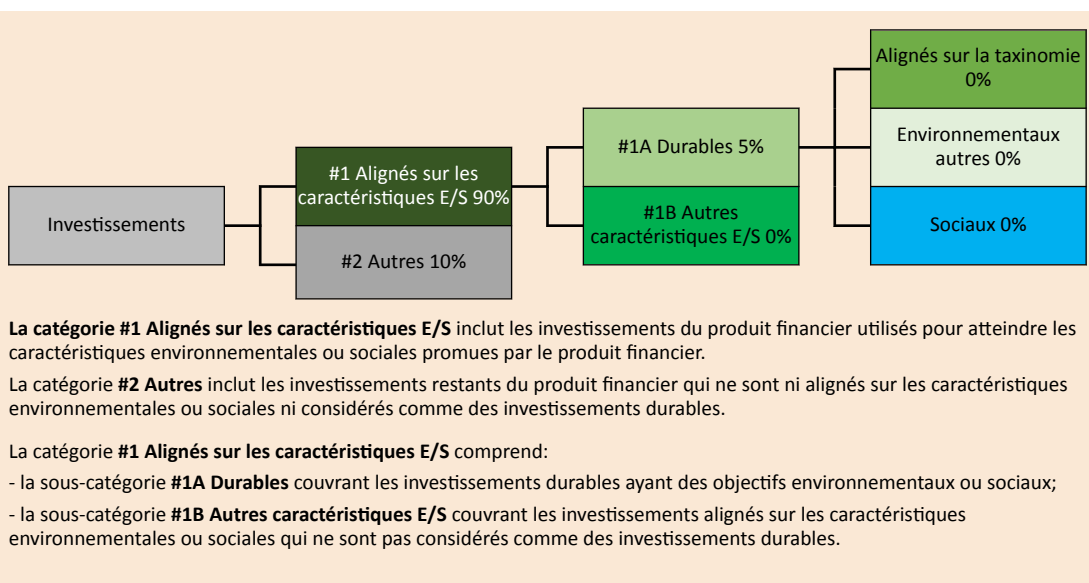 Investissements
#1 Alignés sur les
caractéristiques E/S 90%
#2 Autres 10%
#1A Durables 5%
#1B Autres
caractéristiques E/S 0%
Alignés sur la taxinomie
0%
Environnementaux
autres 0%
Sociaux 0%
La catégorie #1 Alignés sur les caractéristiques E/S inclut les investissements du produit financier utilisés pour atteindre les
caractéristiques environnementales ou sociales promues par le produit financier.
La catégorie #2 Autres inclut les investissements restants du produit financier qui ne sont ni alignés sur les caractéristiques
environnementales ou sociales ni considérés comme des investissements durables.
La catégorie #1 Alignés sur les caractéristiques E/S comprend:
- la sous-catégorie #1A Durables couvrant les investissements durables ayant des objectifs environnementaux ou sociaux;
- la sous-catégorie #1B Autres caractéristiques E/S couvrant les investissements alignés sur les caractéristiques
environnementales ou sociales qui ne sont pas considérés comme des investissements durables.